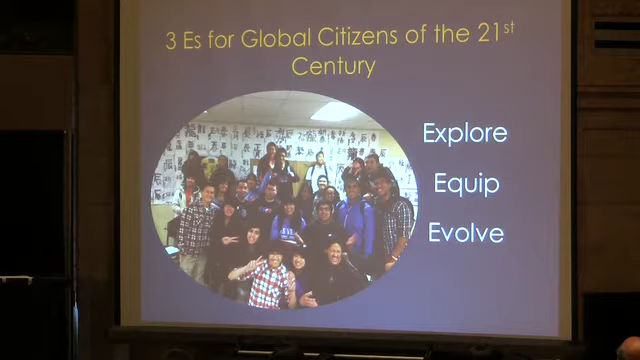 3 Es for Global Citizens of the 21st
Century
Explore
Equip
Evolve